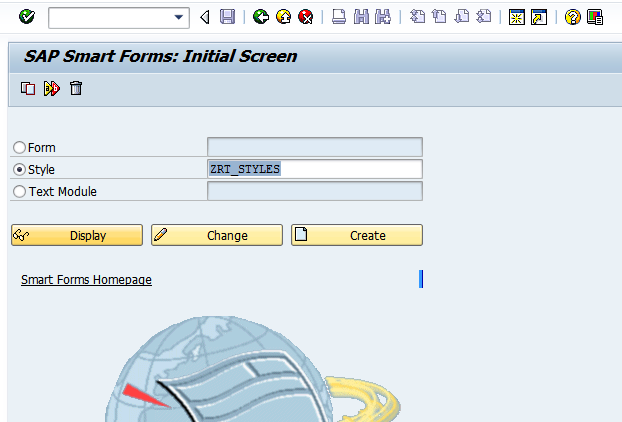 SAP Smart Forms: Initial Screen
Form
Style ZRT_STYLES
Text Module
Display Change Create
Smart Forms Homepage